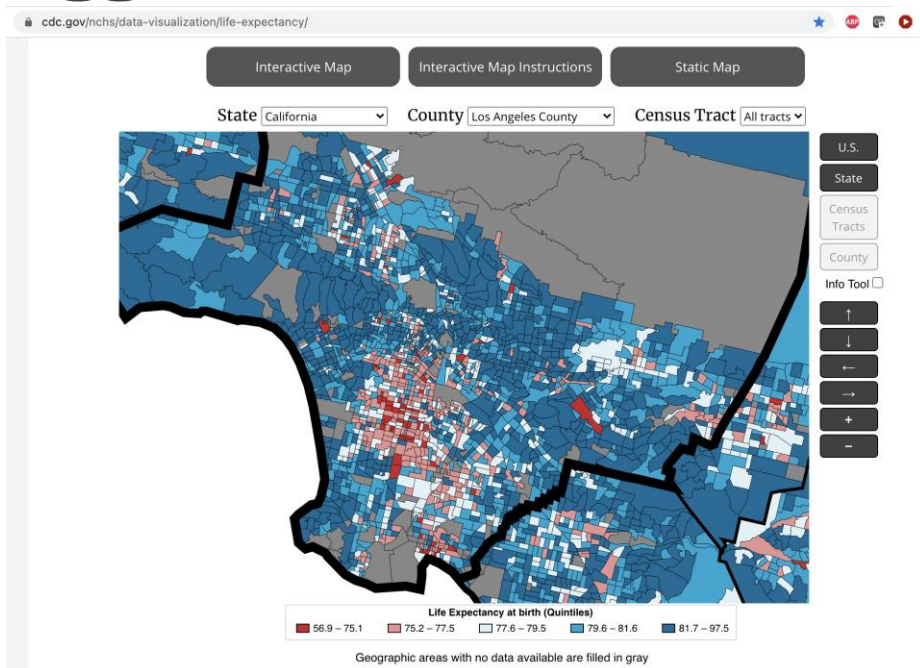 cdc.gov/nchs/data-visualization/life-expectancy/
ABP
Interactive Map
Interactive Map Instructions
Static Map
State California
County Los Angeles County
Census Tract All tracts
U.S.
State
Census
Tracts
County
Info Tool
↑
↓
←
→
+
−
Life Expectancy at birth (Quintiles)
56.9 – 75.1
75.2 – 77.5
77.6 – 79.5
79.6 – 81.6
81.7 – 97.5
Geographic areas with no data available are filled in gray